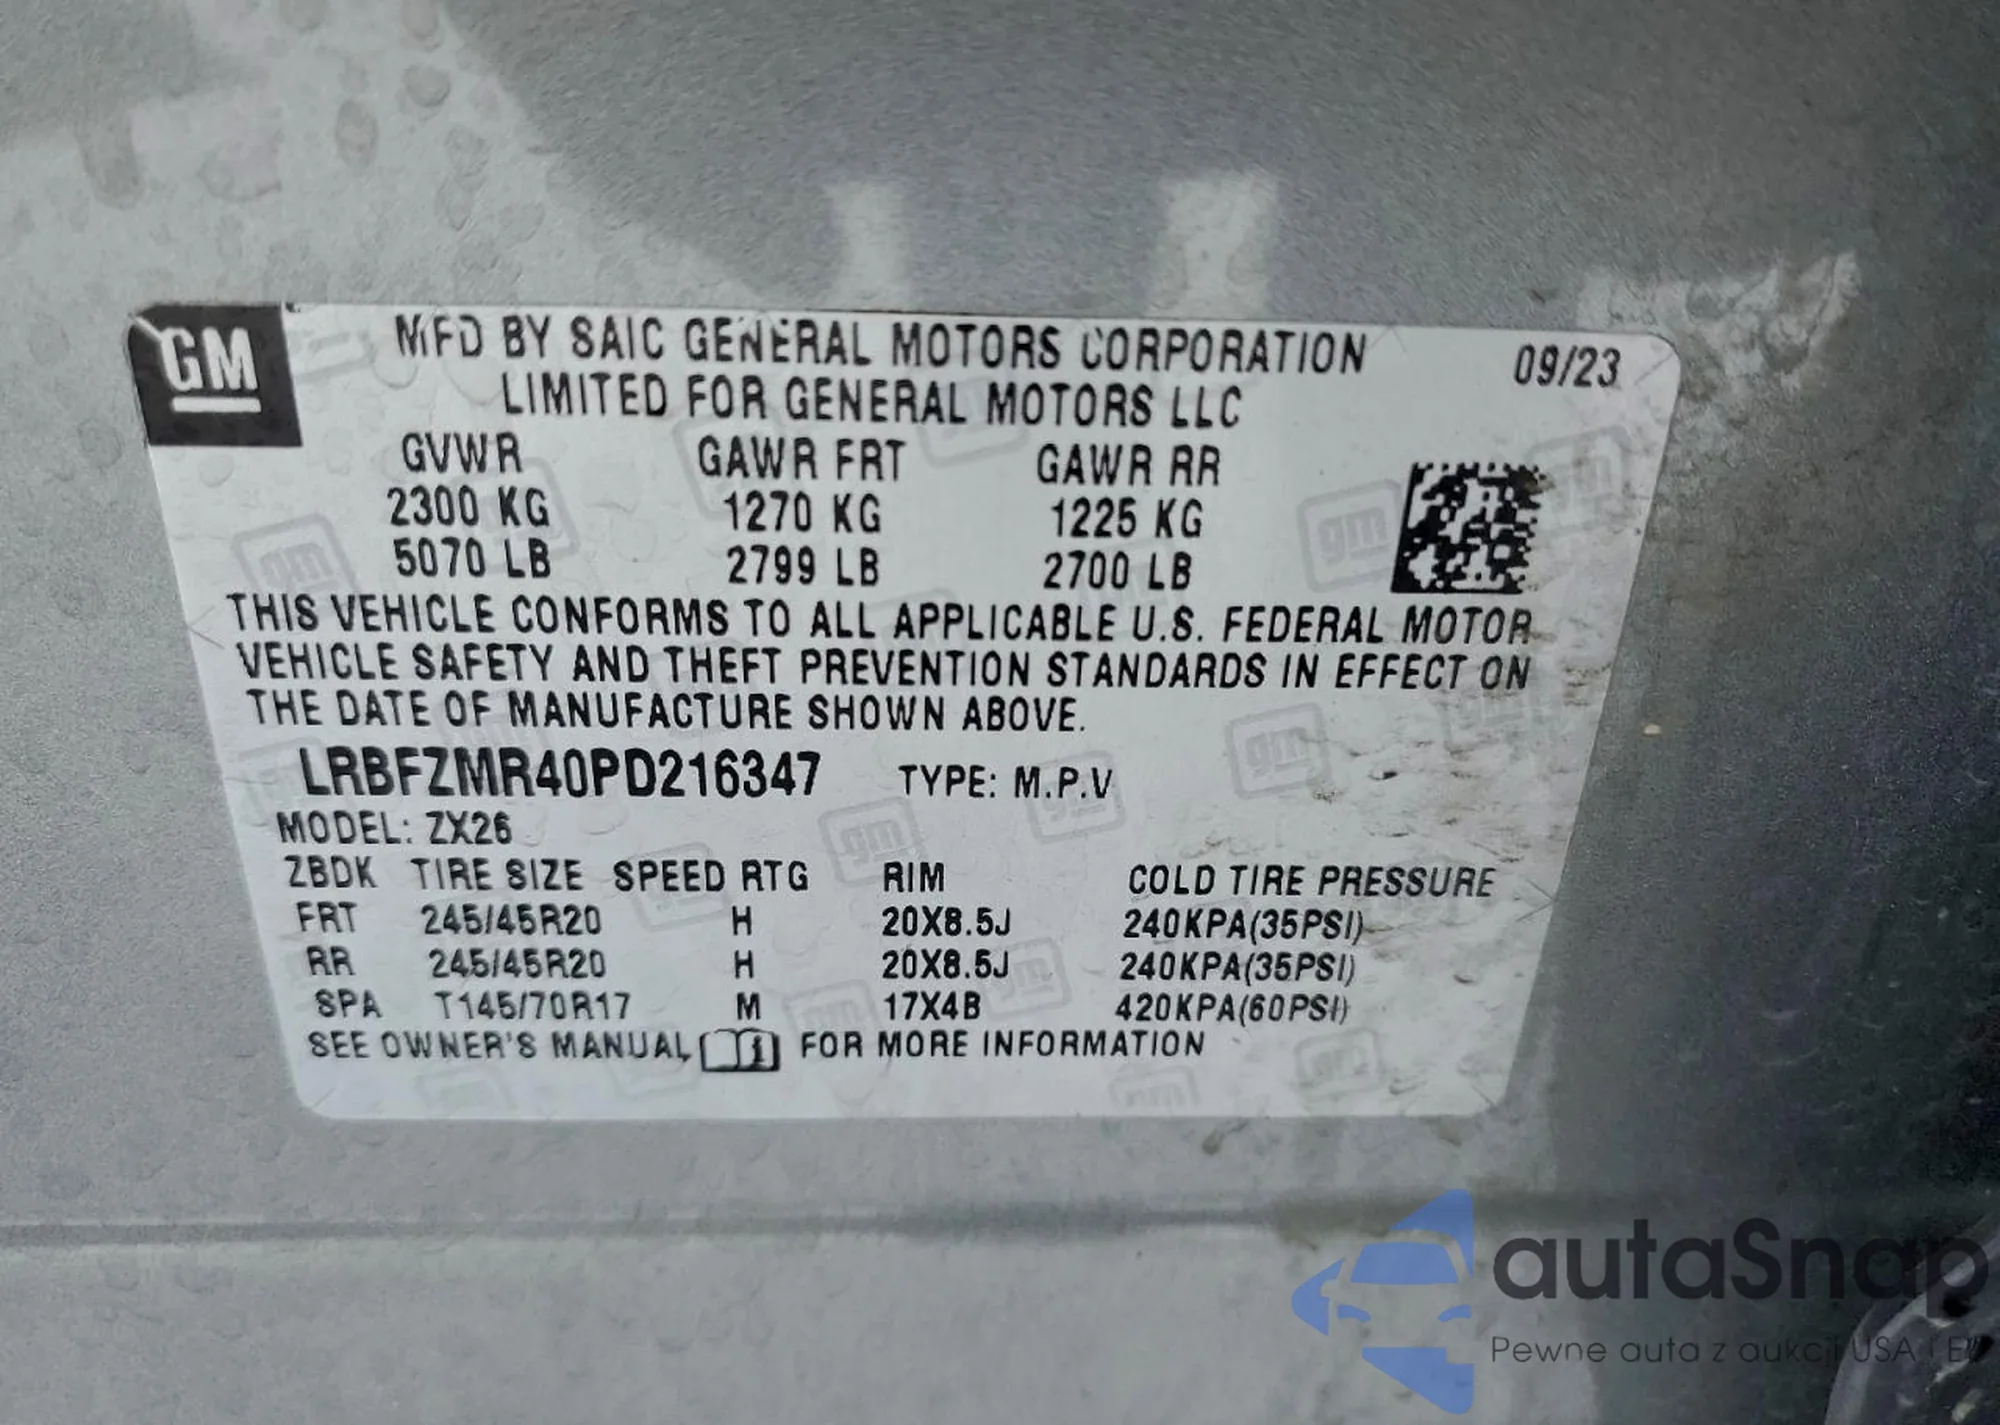 GM
MFD BY SAIC GENERAL MOTORS CORPORATION 09/23
LIMITED FOR GENERAL MOTORS LLC
GVWR GAWR FRT GAWR RR
2300 KG 1270 KG 1225 KG
5070 LB 2799 LB 2700 LB
THIS VEHICLE CONFORMS TO ALL APPLICABLE U.S. FEDERAL MOTOR
VEHICLE SAFETY AND THEFT PREVENTION STANDARDS IN EFFECT ON
THE DATE OF MANUFACTURE SHOWN ABOVE.
LRBFZMR40PD216347 TYPE: M.P.V
MODEL: ZX26
ZBDK TIRE SIZE SPEED RTG RIM COLD TIRE PRESSURE
FRT 245/45R20 H 20X8.5J 240KPA(35PSI)
RR 245/45R20 H 20X8.5J 240KPA(35PSI)
SPA T145/70R17 M 17X4B 420KPA(60PSI)
SEE OWNER'S MANUAL FOR MORE INFORMATION
autaSnap
Pewne auta z aukcji USA i EU